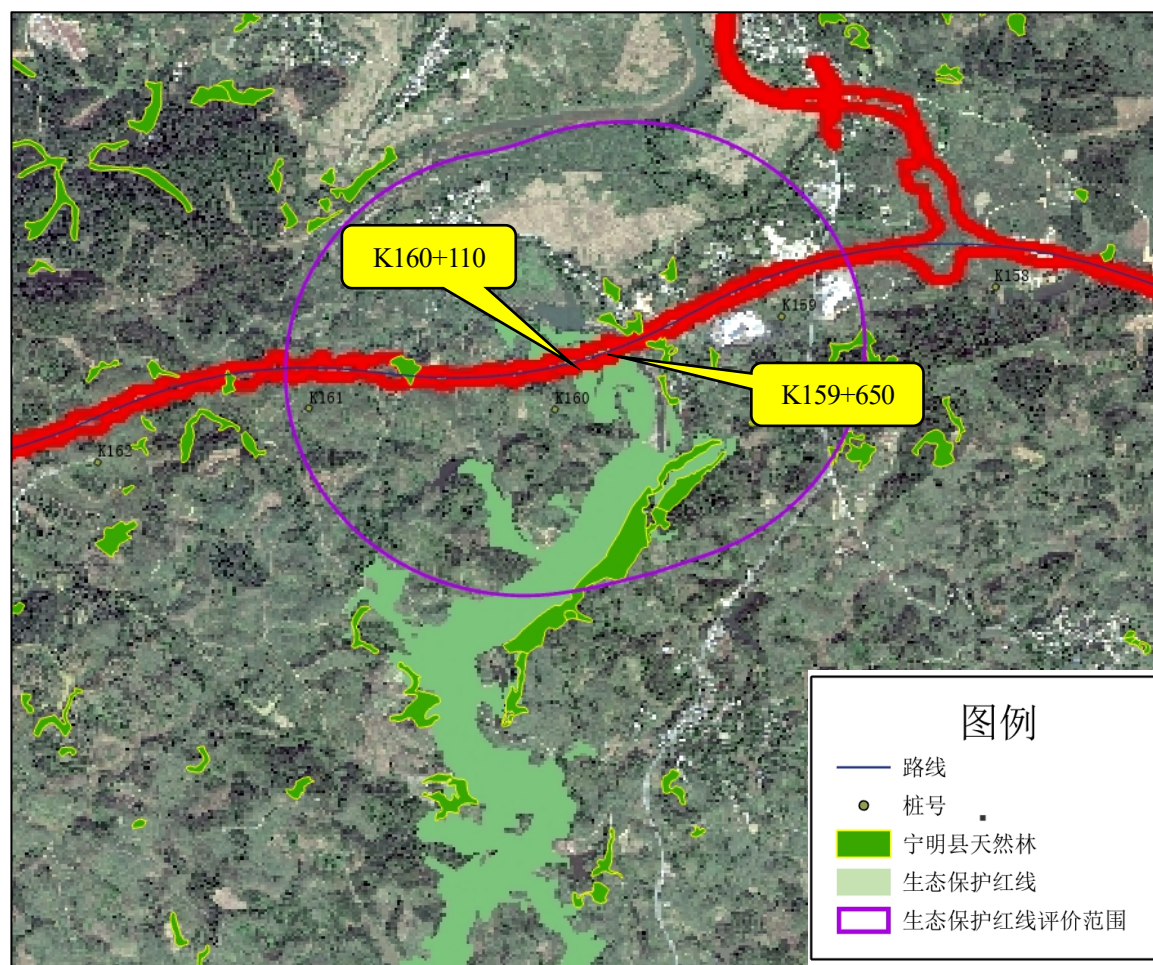 K160+110
K158
K159
K159+650
K161
K160
K162
图例
路线
桩号
宁明县天然林
生态保护红线
生态保护红线评价范围